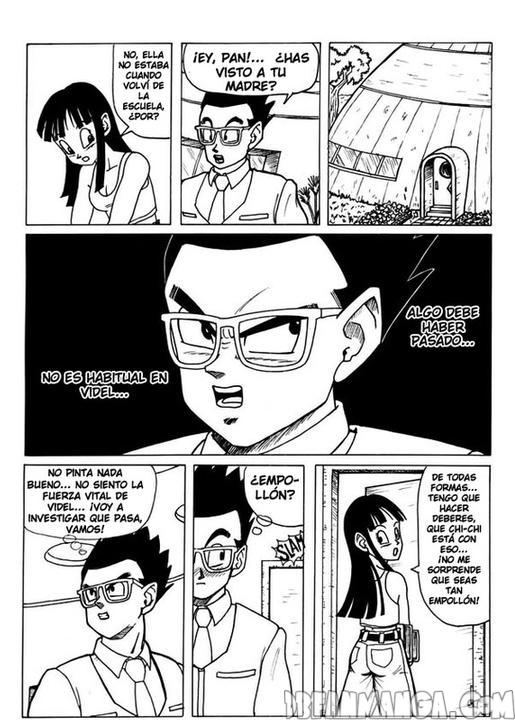 ¡EY, PAN!... ¿HAS
VISTO A TU
MADRE?
NO, ELLA
NO ESTABA
CUANDO
VOLVÍ DE
LA
ESCUELA,
¿POR?
ALGO DEBE
HABER
PASADO...
NO ES HABITUAL EN
VIDEL...
DE TODAS
FORMAS...
TENGO QUE
HACER
DEBERES,
QUE CHI-CHI
ESTÁ CON
ESO...
¡NO ME
SORPRENDE
QUE SEAS
TAN
EMPOLLÓN!
SLAM
¿EMPO-
LLÓN?
NO PINTA NADA
BUENO... NO SIENTO LA
FUERZA VITAL DE
VIDEL... ¡VOY A
INVESTIGAR QUE PASA,
VAMOS!
DBFANMANGA.COM